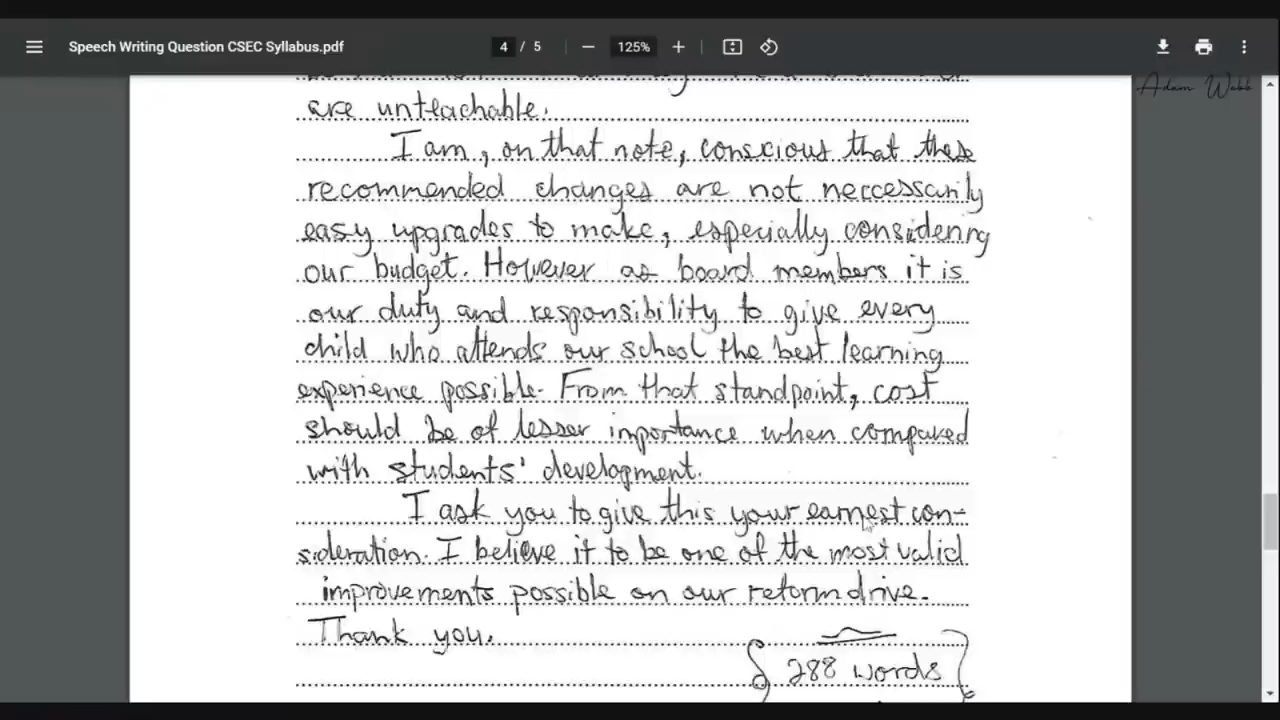 Speech Writing Question CSEC Syllabus.pdf
4 / 5
125%
Adam Webb
are unteachable.
I am, on that note, conscious that these
recommended changes are not neccessarily
easy upgrades to make, especially considering
our budget. However as board members it is
our duty and responsibility to give every
child who attends our school the best learning
experience possible. From that standpoint, cost
should be of lesser importance when compared
with students' development.
I ask you to give this your earnest con-
sideration. I believe it to be one of the most valid
improvements possible on our reform drive.
Thank you.
288 words